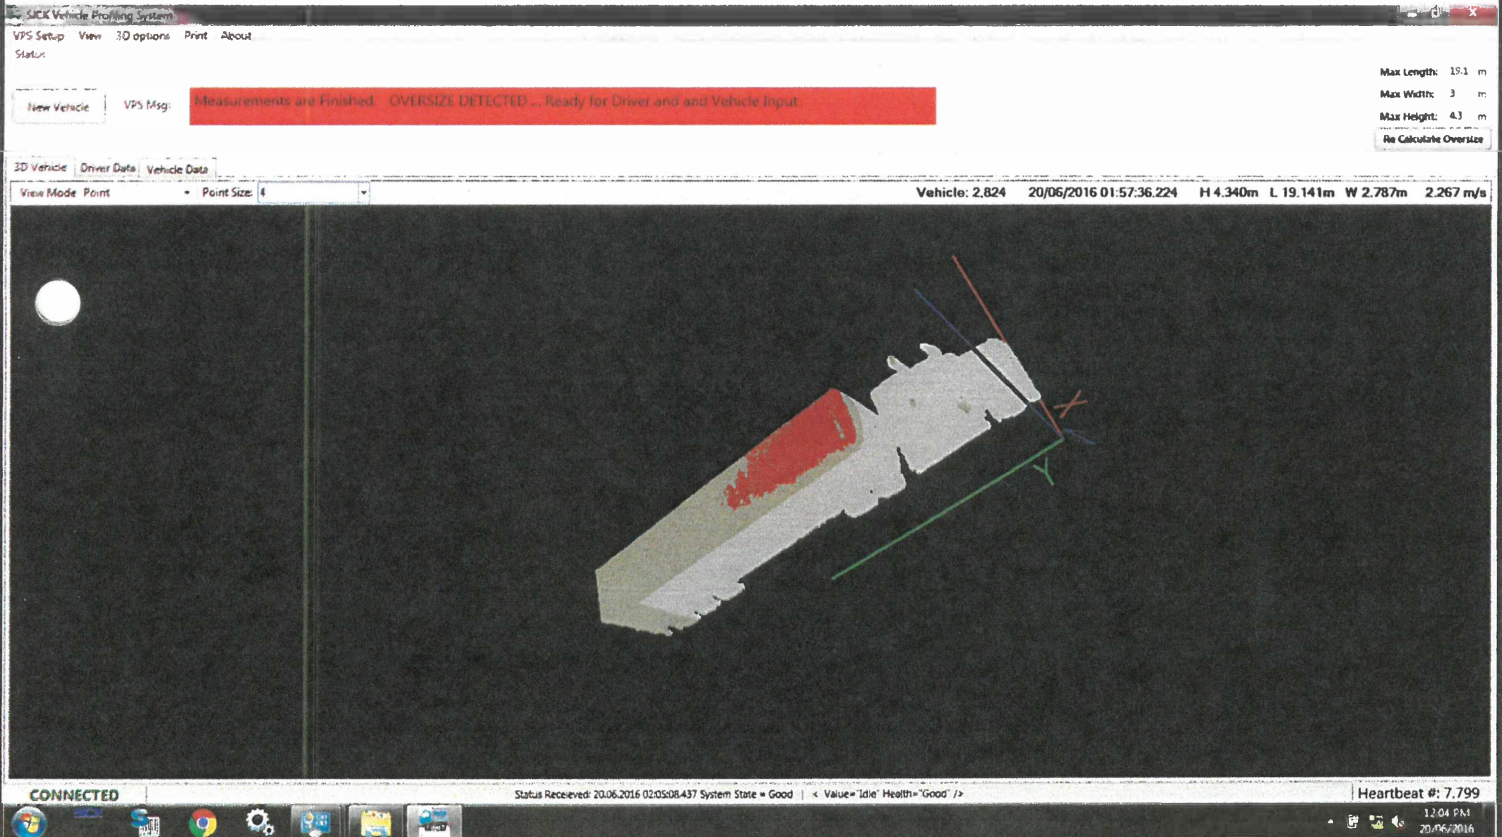 SICK Vehicle Profiling System
VPS Setup View 3D options Print About
Status:
Max Length: 19.1 m
New Vehicle VPS Msg: Measurements are Finished. OVERSIZE DETECTED ... Ready for Driver and and Vehicle Input
Max Width: 3 m
Max Height: 4.3 m
Re Calculate Oversize
3D Vehicle Driver Data Vehicle Data
View Mode Point Point Size: 4 Vehicle: 2,824 20/06/2016 01:57:36.224 H 4.340m L 19.141m W 2.787m 2.267 m/s
X
Y
CONNECTED Status Receieved: 20.06.2016 02:05:08.437 System State = Good | < Value="Idle" Health="Good" /> Heartbeat #: 7.799
SICK
12:04 PM
20/06/2016